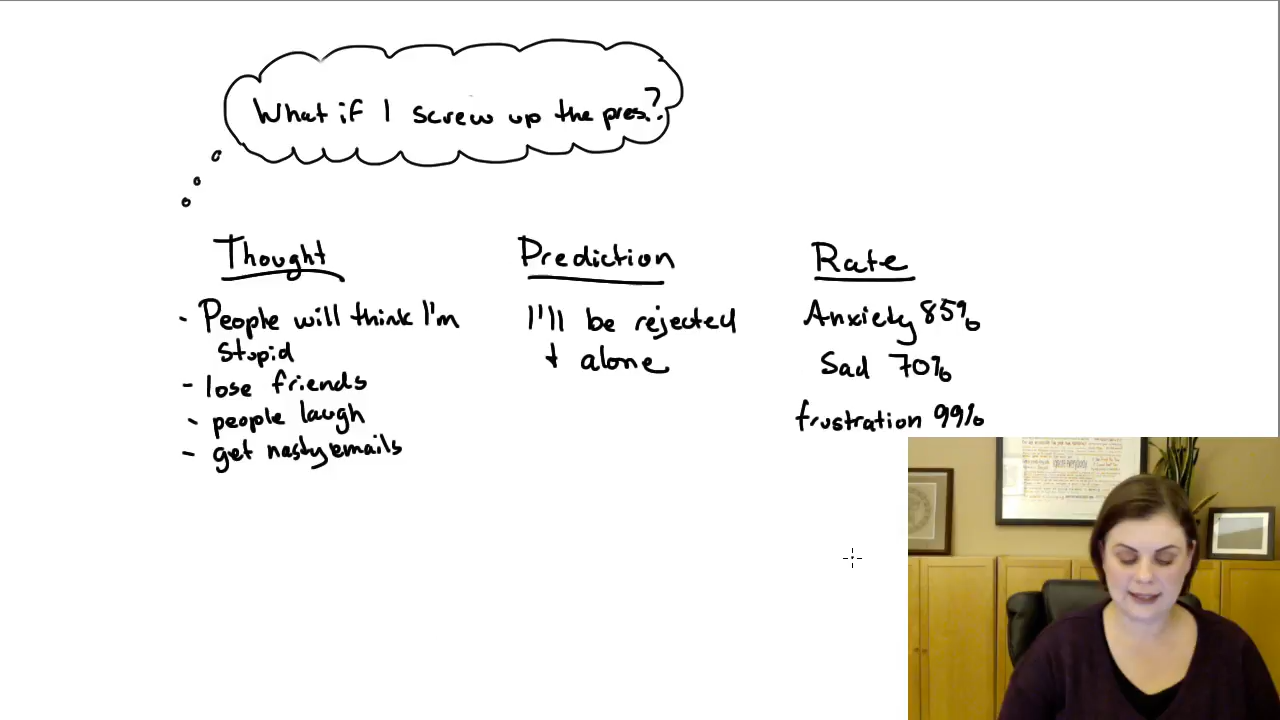 What if I screw up the pres.?
Thought
- People will think I'm
stupid
- lose friends
- people laugh
- get nasty emails
Prediction
I'll be rejected
+ alone
Rate
Anxiety 85%
Sad 70%
frustration 99%